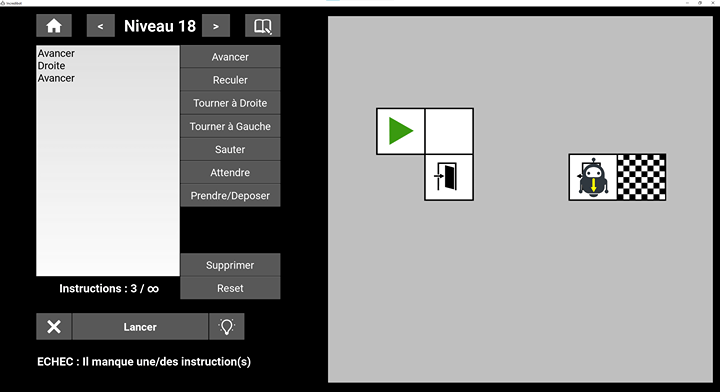 Incredibot
< Niveau 18 >
Avancer
Droite
Avancer
Avancer
Reculer
Tourner à Droite
Tourner à Gauche
Sauter
Attendre
Prendre/Deposer
Supprimer
Instructions : 3 / ∞
Reset
Lancer
ECHEC : Il manque une/des instruction(s)